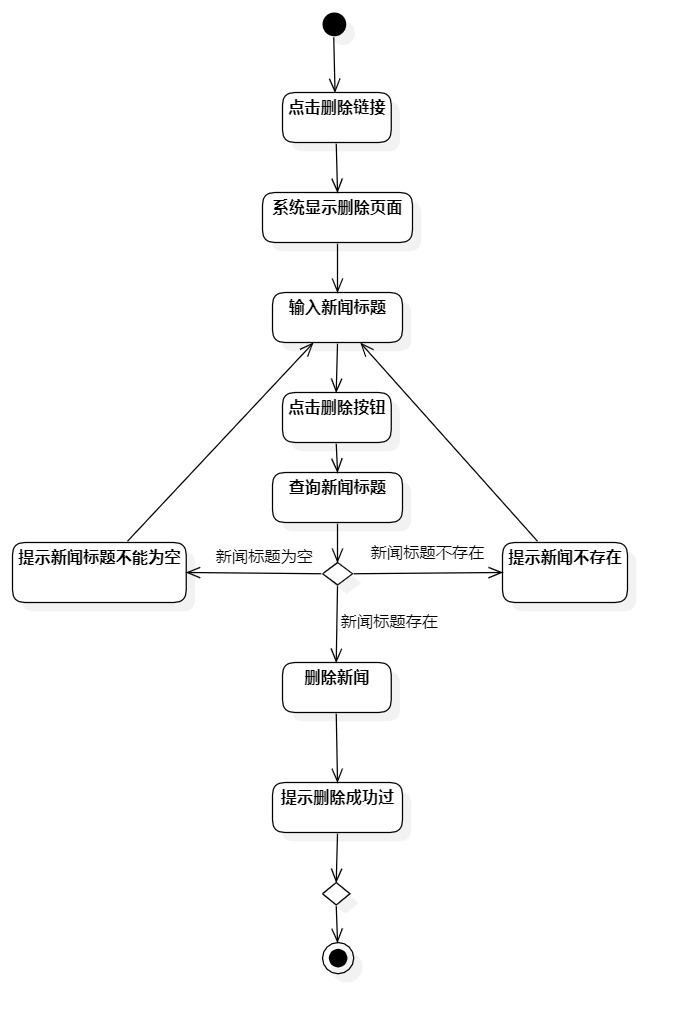 点击删除链接
系统显示删除页面
输入新闻标题
点击删除按钮
查询新闻标题
提示新闻标题不能为空
新闻标题为空
新闻标题不存在
提示新闻不存在
新闻标题存在
删除新闻
提示删除成功过